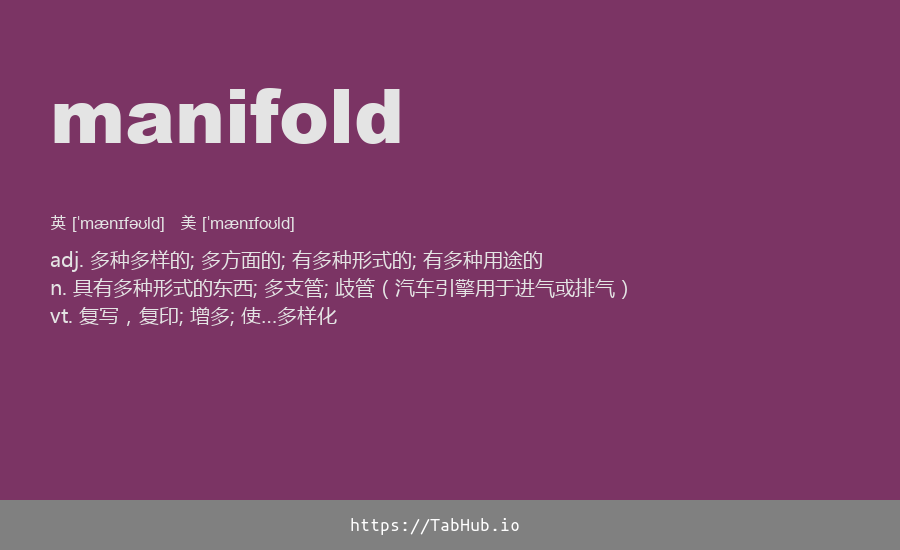 manifold
英 [ˈmænɪfəʊld] 美 [ˈmænɪfoʊld]
adj. 多种多样的; 多方面的; 有多种形式的; 有多种用途的
n. 具有多种形式的东西; 多支管; 歧管（汽车引擎用于进气或排气）
vt. 复写，复印; 增多; 使...多样化
https://TabHub.io